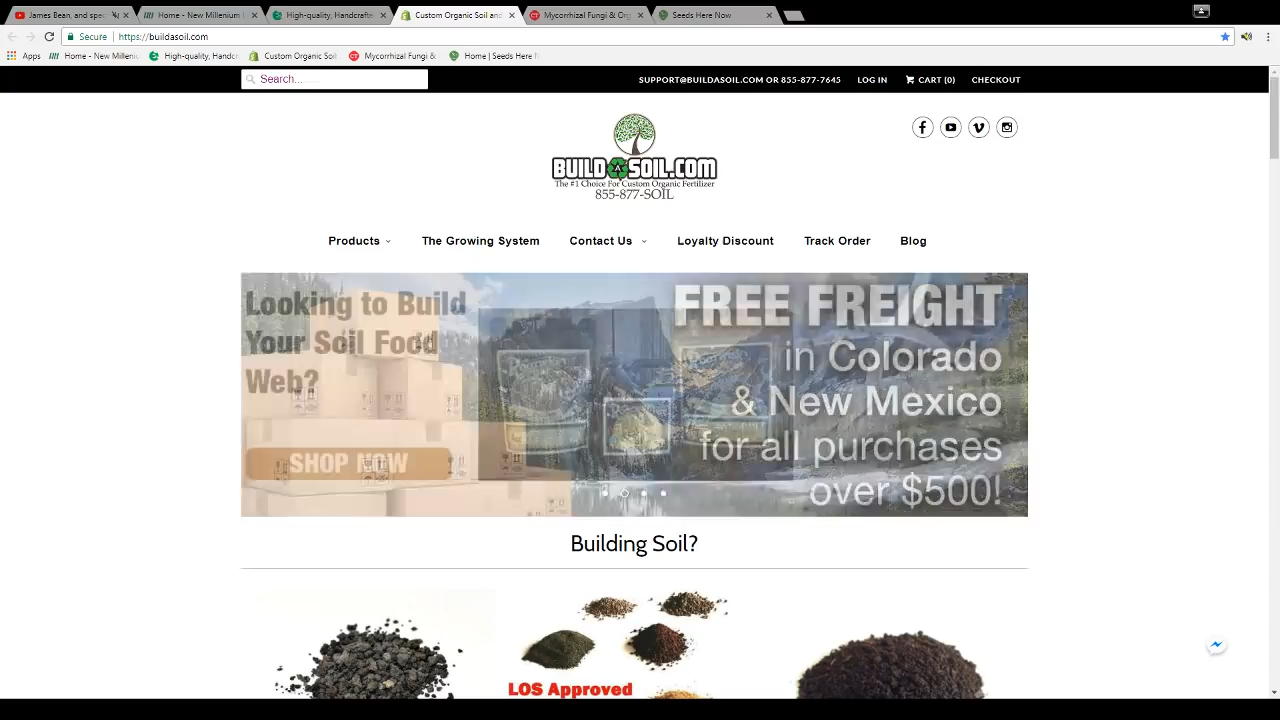 James Bean, and spec
Home - New Millenium
High-quality, Handcrafte
Custom Organic Soil and
Mycorrhizal Fungi & Org
Seeds Here Now
Secure
https://buildasoil.com
Apps
Home - New Milleniu
High-quality, Handcra
Custom Organic Soil
Mycorrhizal Fungi &
Home | Seeds Here N
Search...
SUPPORT@BUILDASOIL.COM OR 855-877-7645
LOG IN
CART (0)
CHECKOUT
BUILD A SOIL.COM
The #1 Choice For Custom Organic Fertilizer
855-877-SOIL
Products
The Growing System
Contact Us
Loyalty Discount
Track Order
Blog
Looking to Build
Your Soil Food
Web?
SHOP NOW
FREE FREIGHT
in Colorado
& New Mexico
for all purchases
over $500!
Building Soil?
LOS Approved